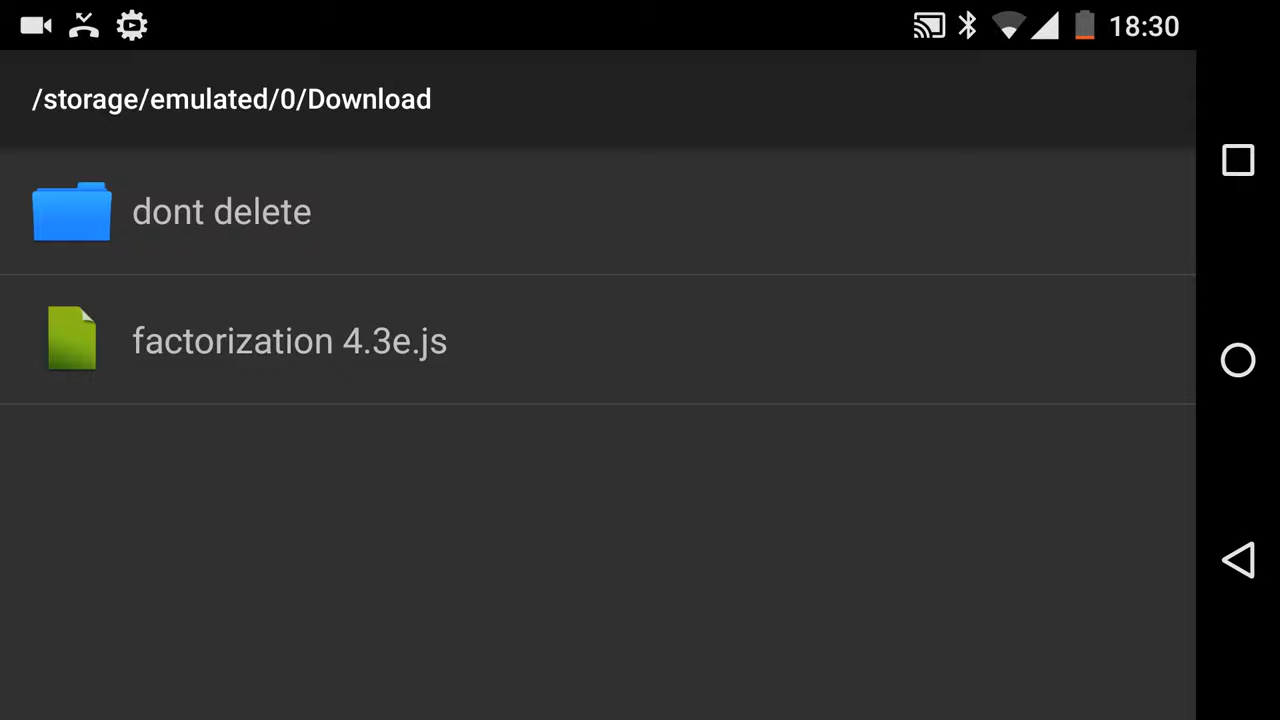 18:30
/storage/emulated/0/Download
dont delete
factorization 4.3e.js